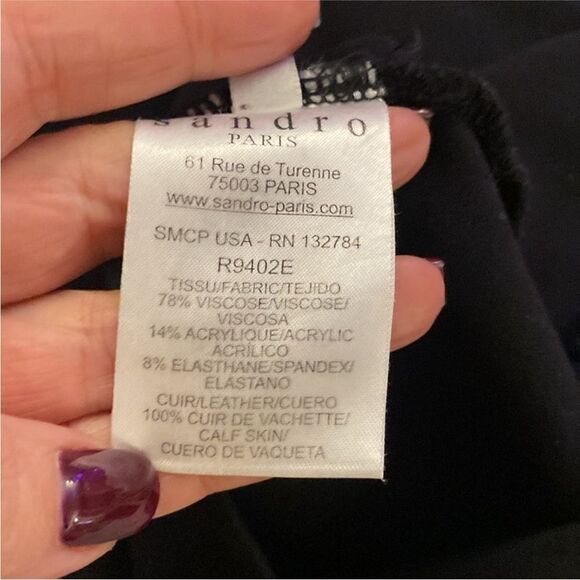 sandro
PARIS
61 Rue de Turenne
75003 PARIS
www.sandro-paris.com
SMCP USA - RN 132784
R9402E
TISSU/FABRIC/TEJIDO
78% VISCOSE/VISCOSE/
VISCOSA
14% ACRYLIQUE/ACRYLIC
ACRÍLICO
8% ELASTHANE/SPANDEX/
ELASTANO
CUIR/LEATHER/CUERO
100% CUIR DE VACHETTE/
CALF SKIN/
CUERO DE VAQUETA